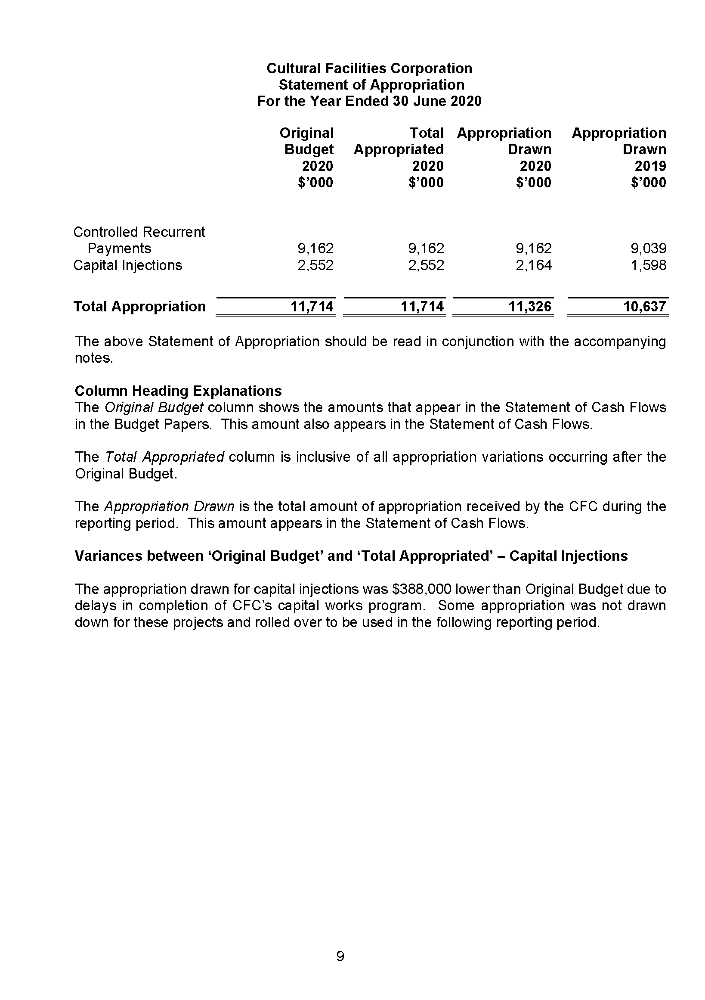 Cultural Facilities Corporation
Statement of Appropriation
For the Year Ended 30 June 2020
Original Total Appropriation Appropriation
Budget Appropriated Drawn Drawn
2020 2020 2020 2019
$’000 $’000 $’000 $’000
Controlled Recurrent
Payments 9,162 9,162 9,162 9,039
Capital Injections 2,552 2,552 2,164 1,598
Total Appropriation 11,714 11,714 11,326 10,637
The above Statement of Appropriation should be read in conjunction with the accompanying
notes.
Column Heading Explanations
The Original Budget column shows the amounts that appear in the Statement of Cash Flows
in the Budget Papers. This amount also appears in the Statement of Cash Flows.
The Total Appropriated column is inclusive of all appropriation variations occurring after the
Original Budget.
The Appropriation Drawn is the total amount of appropriation received by the CFC during the
reporting period. This amount appears in the Statement of Cash Flows.
Variances between ‘Original Budget’ and ‘Total Appropriated’ – Capital Injections
The appropriation drawn for capital injections was $388,000 lower than Original Budget due to
delays in completion of CFC’s capital works program. Some appropriation was not drawn
down for these projects and rolled over to be used in the following reporting period.
9